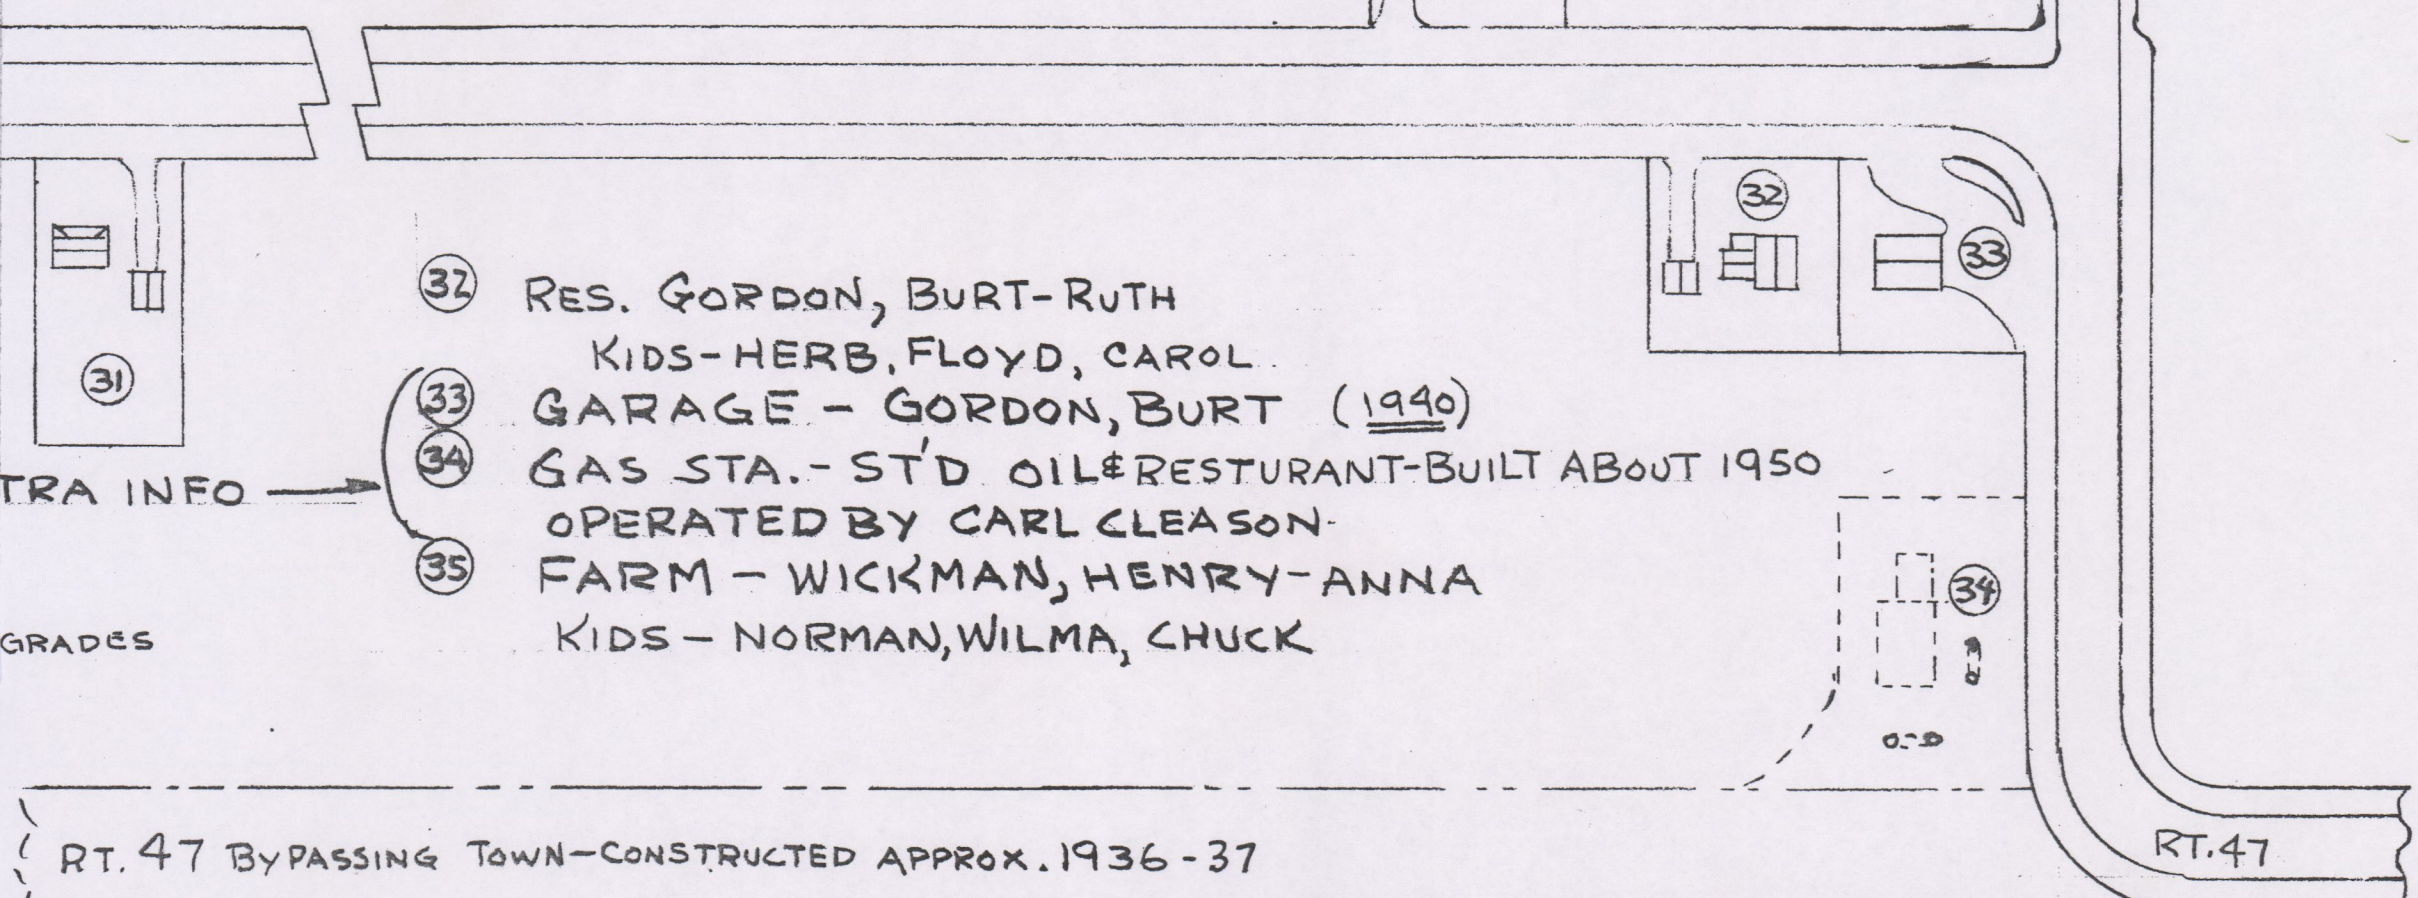 32
33
32 RES. GORDON, BURT-RUTH
KIDS-HERB, FLOYD, CAROL
31
33 GARAGE - GORDON, BURT (1940)
34 GAS STA. - ST'D OIL & RESTURANT-BUILT ABOUT 1950
TRA INFO
OPERATED BY CARL CLEASON
35 FARM - WICKMAN, HENRY-ANNA
34
KIDS - NORMAN, WILMA, CHUCK
GRADES
RT. 47 BYPASSING TOWN-CONSTRUCTED APPROX. 1936-37
RT. 47